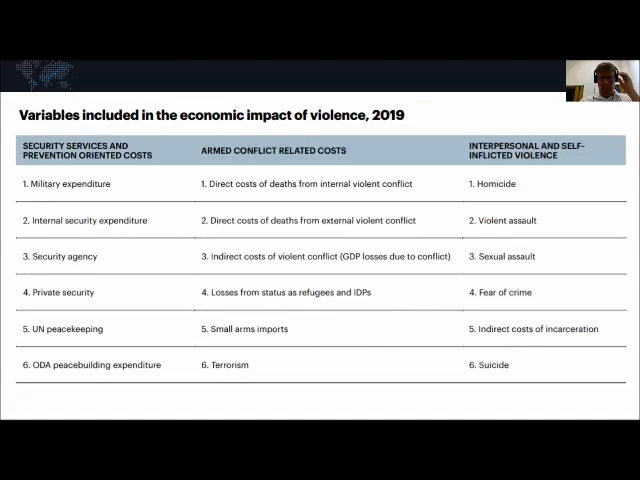 Variables included in the economic impact of violence, 2019
SECURITY SERVICES AND
PREVENTION ORIENTED COSTS
ARMED CONFLICT RELATED COSTS
INTERPERSONAL AND SELF-
INFLICTED VIOLENCE
1. Military expenditure
1. Direct costs of deaths from internal violent conflict
1. Homicide
2. Internal security expenditure
2. Direct costs of deaths from external violent conflict
2. Violent assault
3. Security agency
3. Indirect costs of violent conflict (GDP losses due to conflict)
3. Sexual assault
4. Private security
4. Losses from status as refugees and IDPs
4. Fear of crime
5. UN peacekeeping
5. Small arms imports
5. Indirect costs of incarceration
6. ODA peacebuilding expenditure
6. Terrorism
6. Suicide